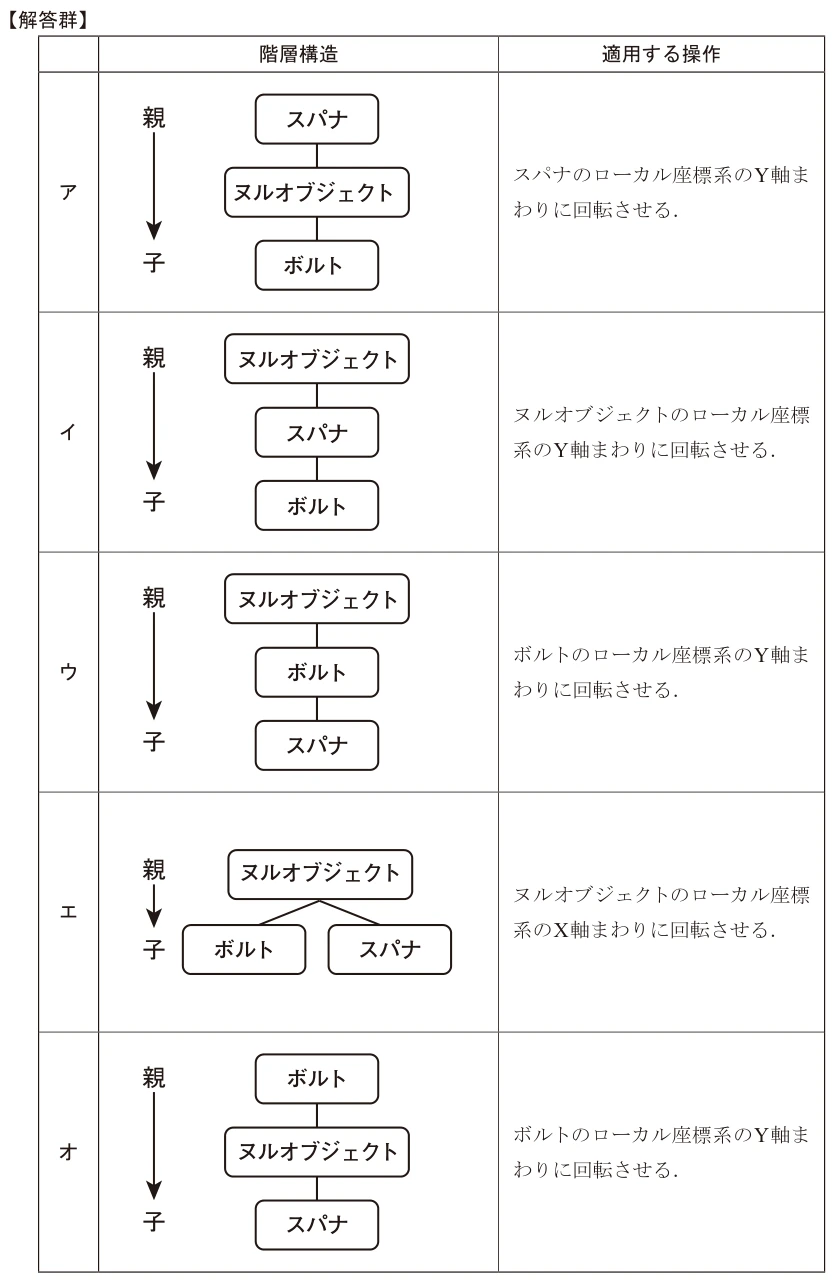 【解答群】
階層構造
適用する操作
ア
親
子
スパナ
ヌルオブジェクト
ボルト
スパナのローカル座標系のY軸ま
わりに回転させる．
イ
親
子
ヌルオブジェクト
スパナ
ボルト
ヌルオブジェクトのローカル座標
系のY軸まわりに回転させる．
ウ
親
子
ヌルオブジェクト
ボルト
スパナ
ボルトのローカル座標系のY軸ま
わりに回転させる．
エ
親
子
ヌルオブジェクト
ボルト
スパナ
ヌルオブジェクトのローカル座標
系のX軸まわりに回転させる．
オ
親
子
ボルト
ヌルオブジェクト
スパナ
ボルトのローカル座標系のY軸ま
わりに回転させる．